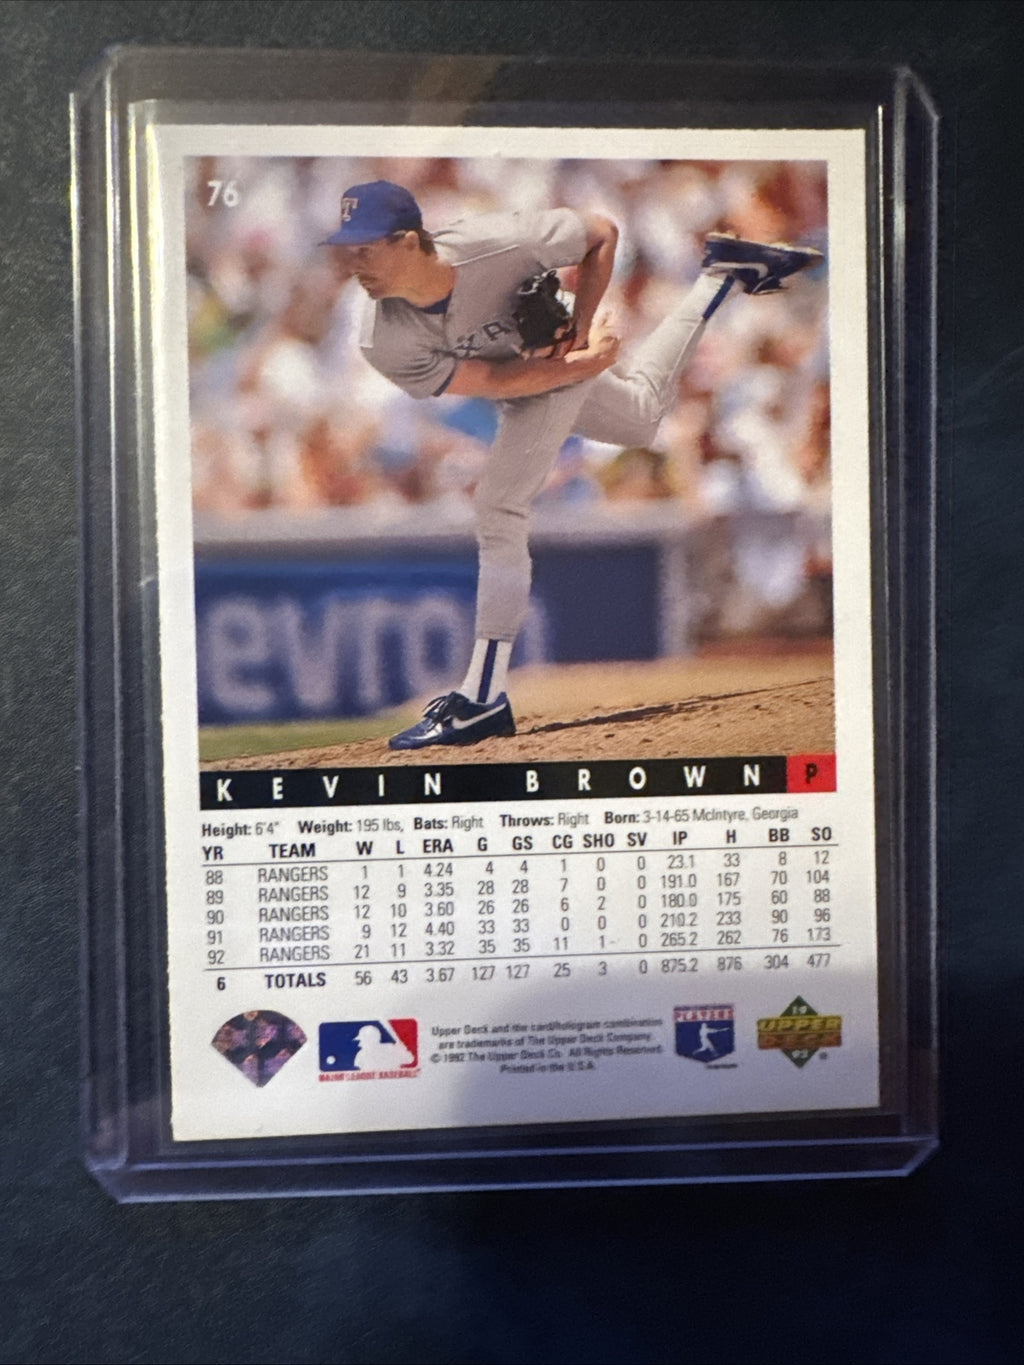 76
T
XA
evron
KEVIN BROWN P
Height: 6'4" Weight: 195 lbs, Bats: Right Throws: Right Born: 3-14-65 McIntyre, Georgia
YR TEAM W L ERA G GS CG SHO SV IP H BB SO
88 RANGERS 1 1 4.24 4 4 1 0 0 23.1 33 8 12
89 RANGERS 12 9 3.35 28 28 7 0 0 191.0 167 70 104
90 RANGERS 12 10 3.60 26 26 6 2 0 180.0 175 60 88
91 RANGERS 9 12 4.40 33 33 0 0 0 210.2 233 90 96
92 RANGERS 21 11 3.32 35 35 11 1 0 265.2 262 76 173
6 TOTALS 56 43 3.67 127 127 25 3 0 875.2 876 304 477
Upper Deck and the card/hologram combination
are trademarks of The Upper Deck Company.
© 1992 The Upper Deck Co. All Rights Reserved.
Printed in the U.S.A.
MAJOR LEAGUE BASEBALL
PLAYERS
19
UPPER
DECK
93